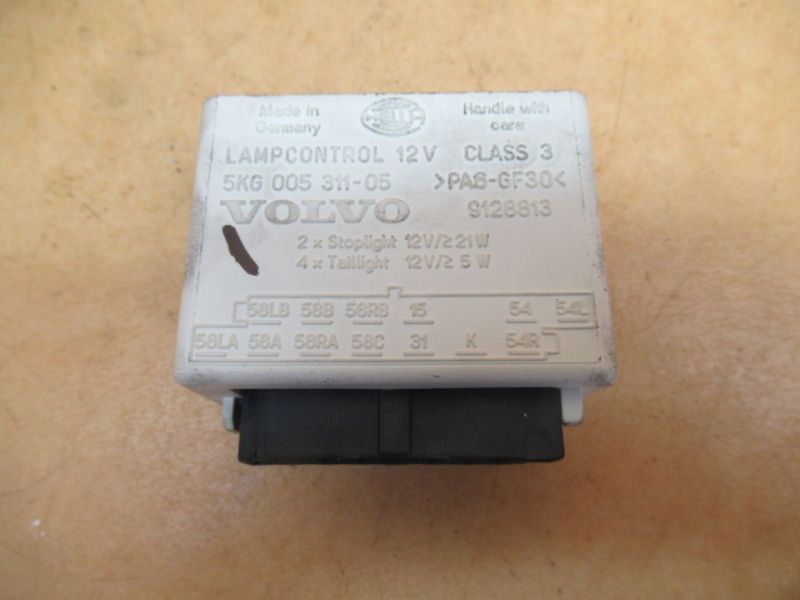 Made in Handle with
Germany care
LAMPCONTROL 12V CLASS 3
5KG 005 311-05 >PA6-GF30<
VOLVO 9128613
2 x Stoplight 12V/≥21W
4 x Taillight 12V/≥ 5 W
58LB 58B 58RB 15 54 54L
58LA 58A 58RA 58C 31 K 54R